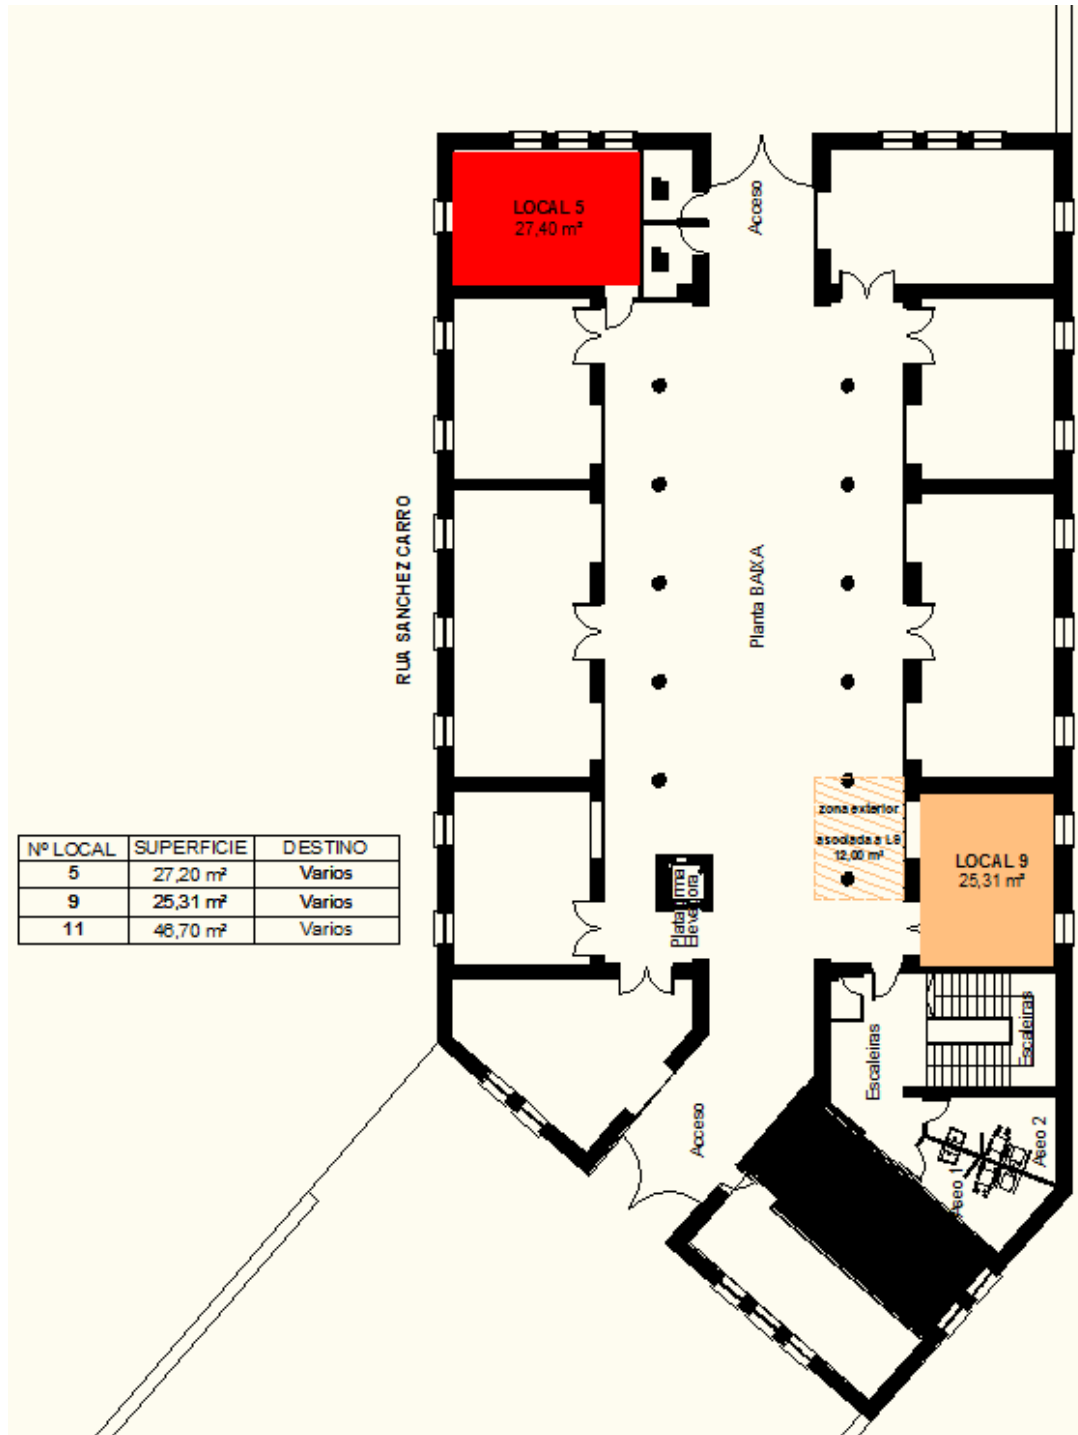 LOCAL 5
27,40 m²
Acceso
RUA SANCHEZ CARRO
Planta BAIXA
zona exterior
asociada a L9
12,00 m²
LOCAL 9
25,31 m²
Nº LOCAL SUPERFICIE DESTINO
5 27,20 m² Varios
9 25,31 m² Varios
11 46,70 m² Varios
Plataforma
Elevadora
Escaleiras
Escaleiras
Acceso
Aseo 1
Aseo 2